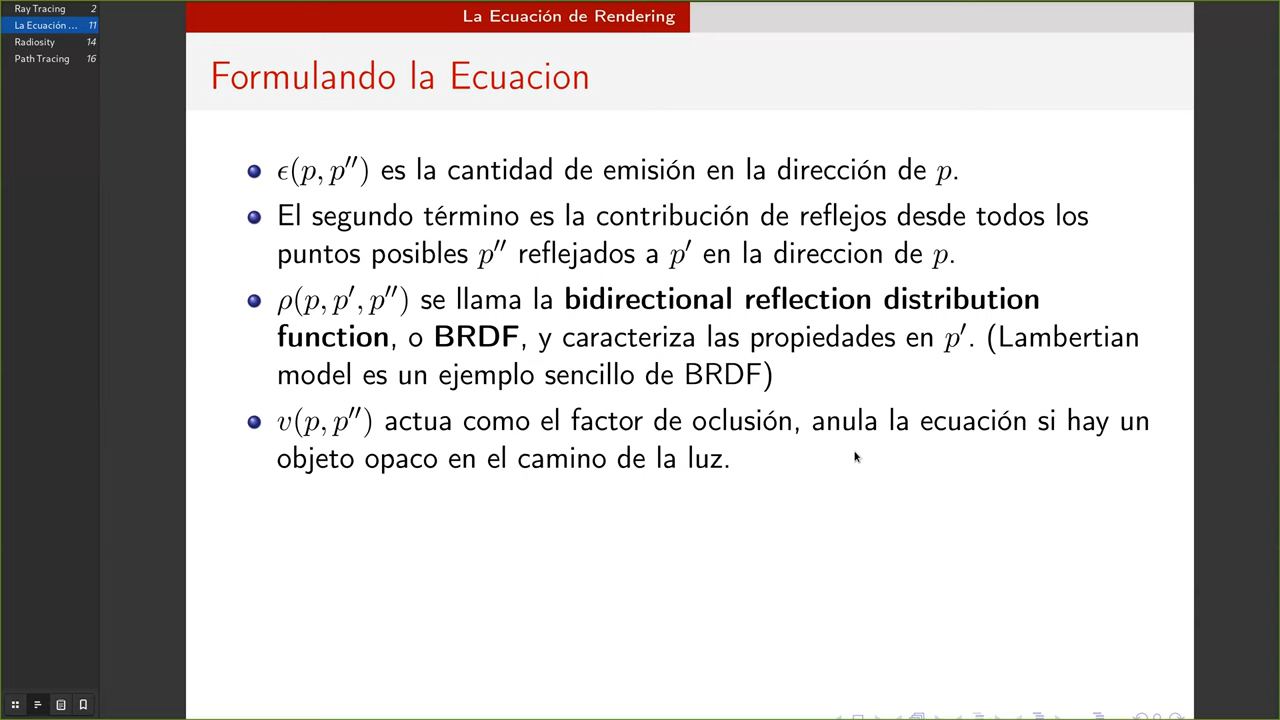 Ray Tracing 2
La Ecuación ... 11
Radiosity 14
Path Tracing 16
La Ecuación de Rendering
Formulando la Ecuacion
ϵ(p, p′′) es la cantidad de emisión en la dirección de p.
El segundo término es la contribución de reflejos desde todos los
puntos posibles p′′ reflejados a p′ en la direccion de p.
ρ(p, p′, p′′) se llama la bidirectional reflection distribution
function, o BRDF, y caracteriza las propiedades en p′. (Lambertian
model es un ejemplo sencillo de BRDF)
v(p, p′′) actua como el factor de oclusión, anula la ecuación si hay un
objeto opaco en el camino de la luz.